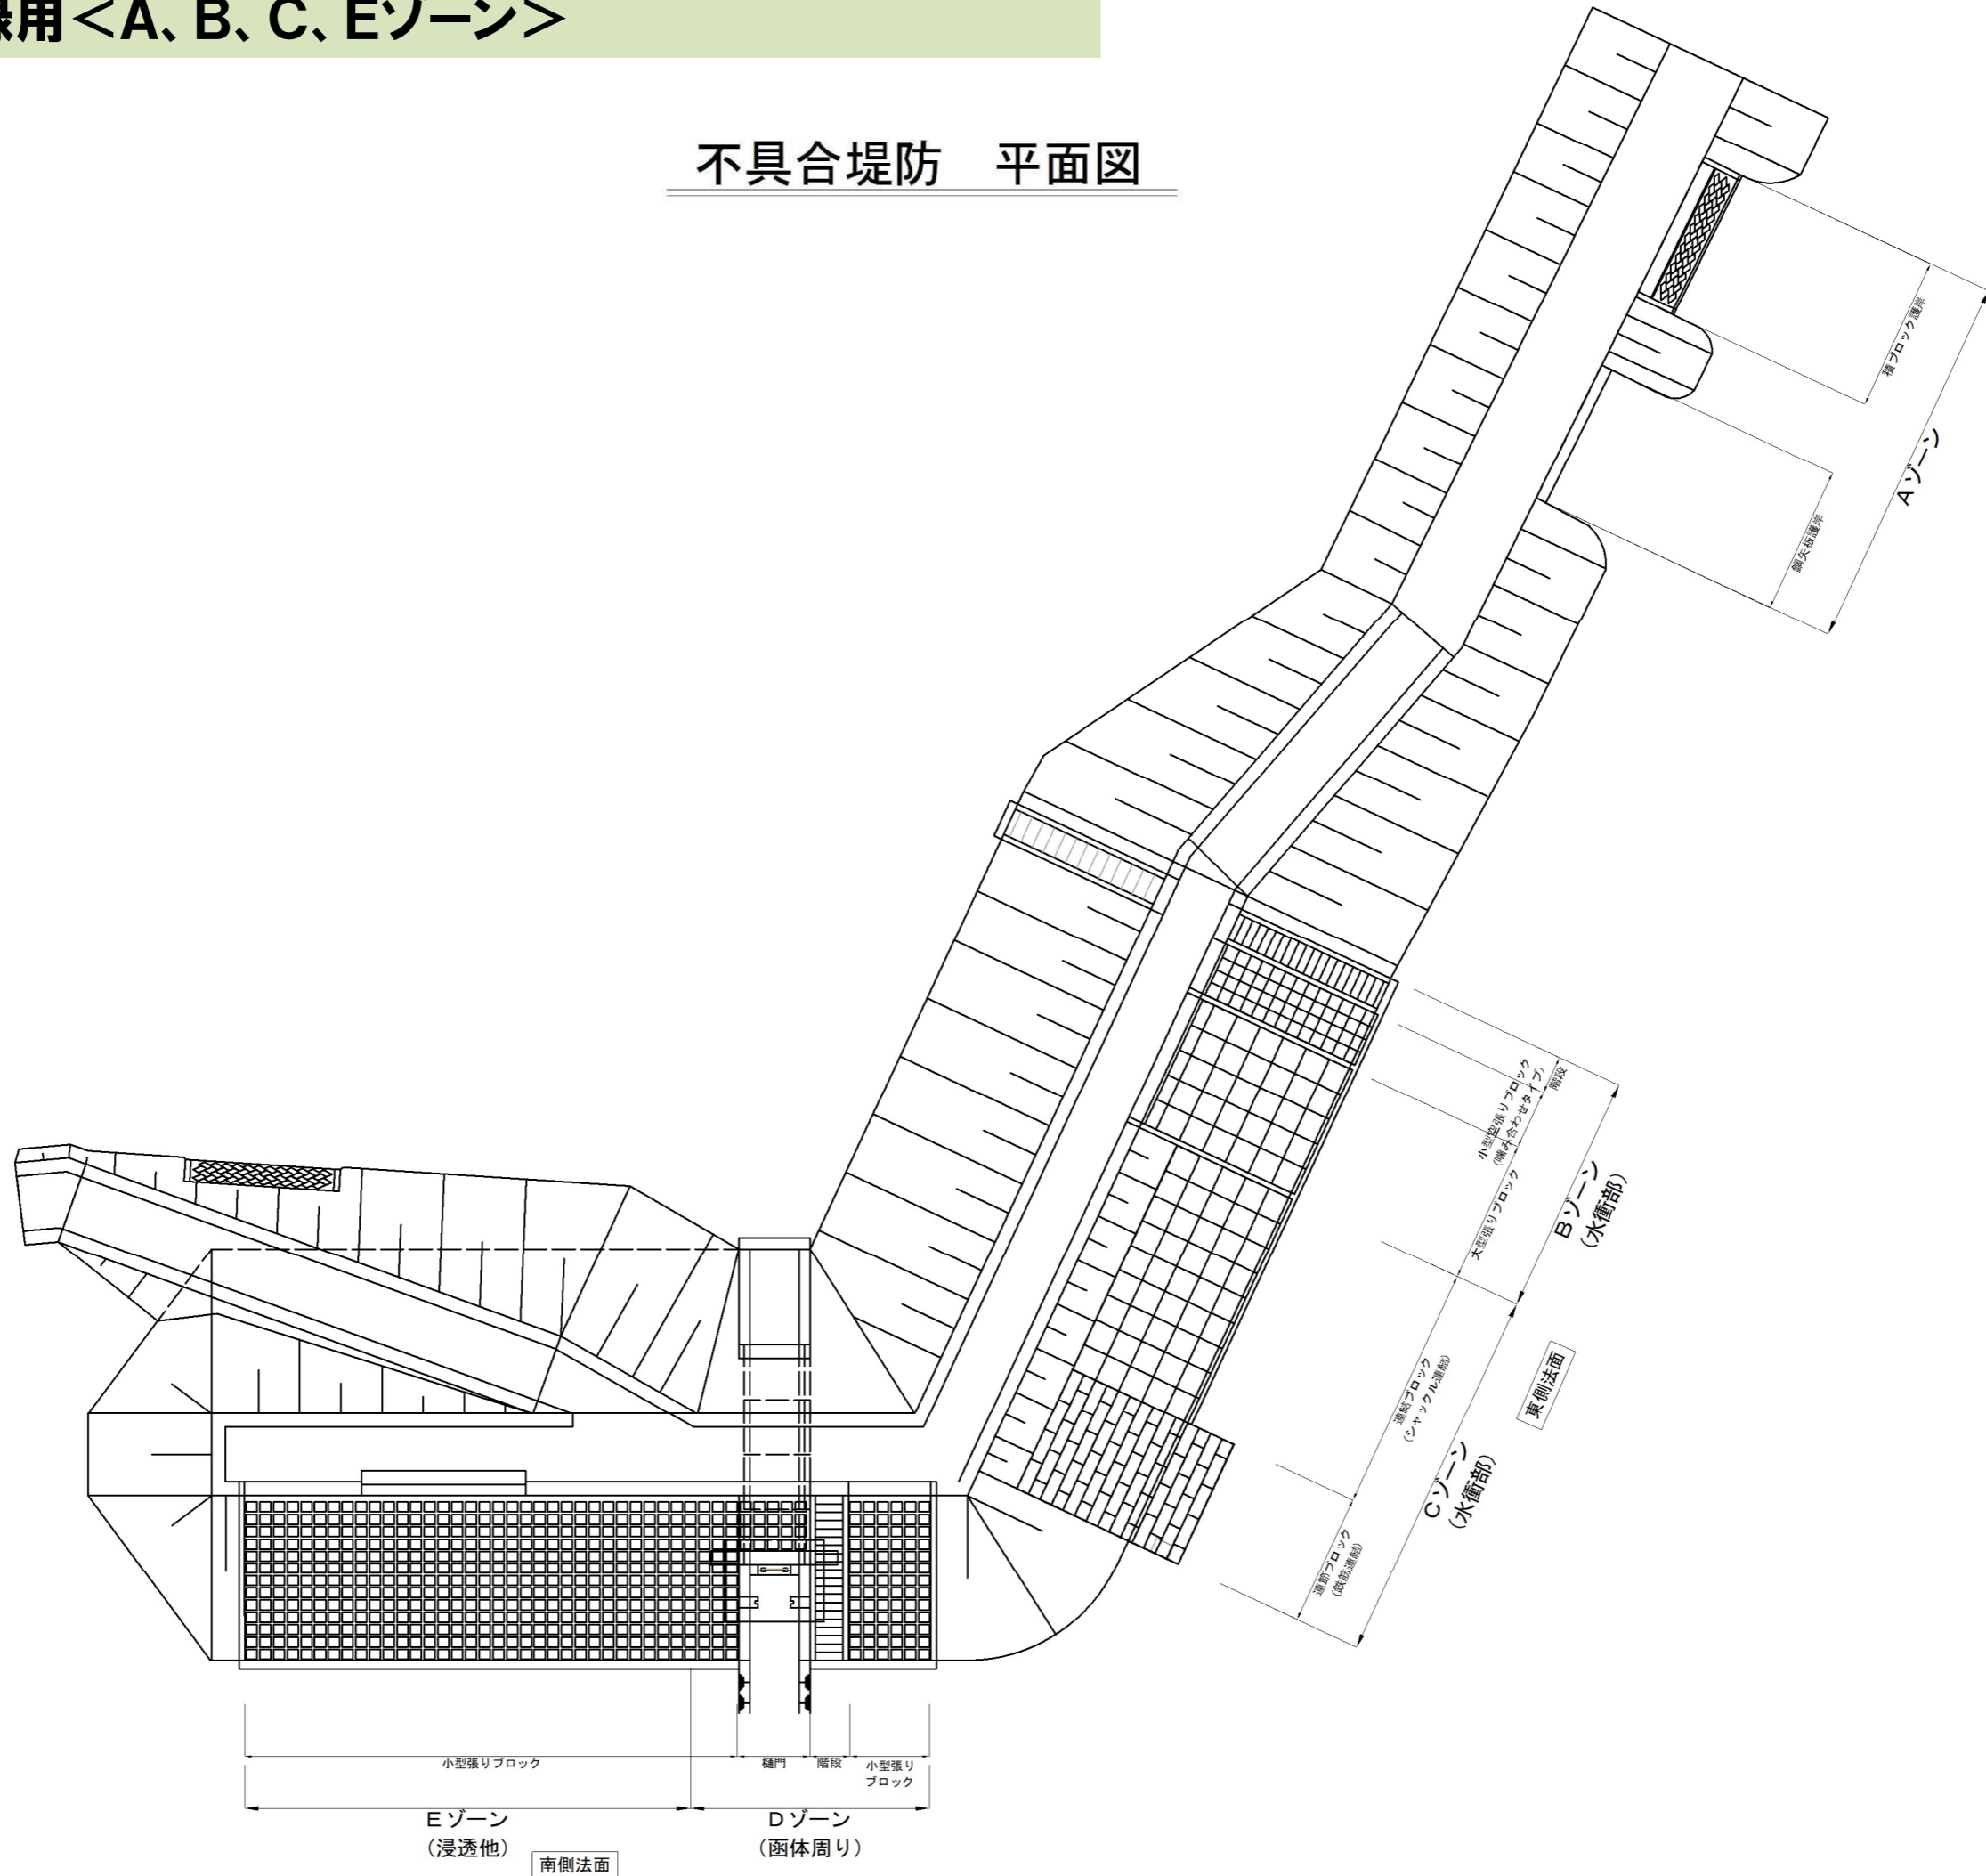 用＜A、B、C、Eゾーン＞
不具合堤防　平面図
積ブロック護岸
Aゾーン
鋼矢板護岸
階段
小型空張りブロック
（噛み合わせタイプ）
大型張りブロック
Bゾーン
（水衝部）
連結ブロック
（シャックル連結）
東側法面
Cゾーン
（水衝部）
連節ブロック
（鉄筋連結）
小型張りブロック
樋門
階段
小型張り
ブロック
Eゾーン
（浸透他）
Dゾーン
（函体周り）
南側法面